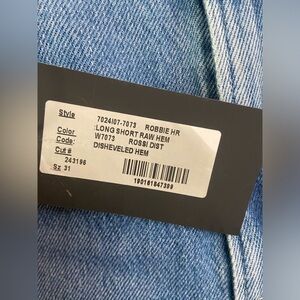 Style 7024I07-7073 ROBBIE HR
Color :LONG SHORT RAW HEM
Code: W7073 ROSSI DIST
Cut # DISHEVELED HEM
243196
Sz 31
190161847399